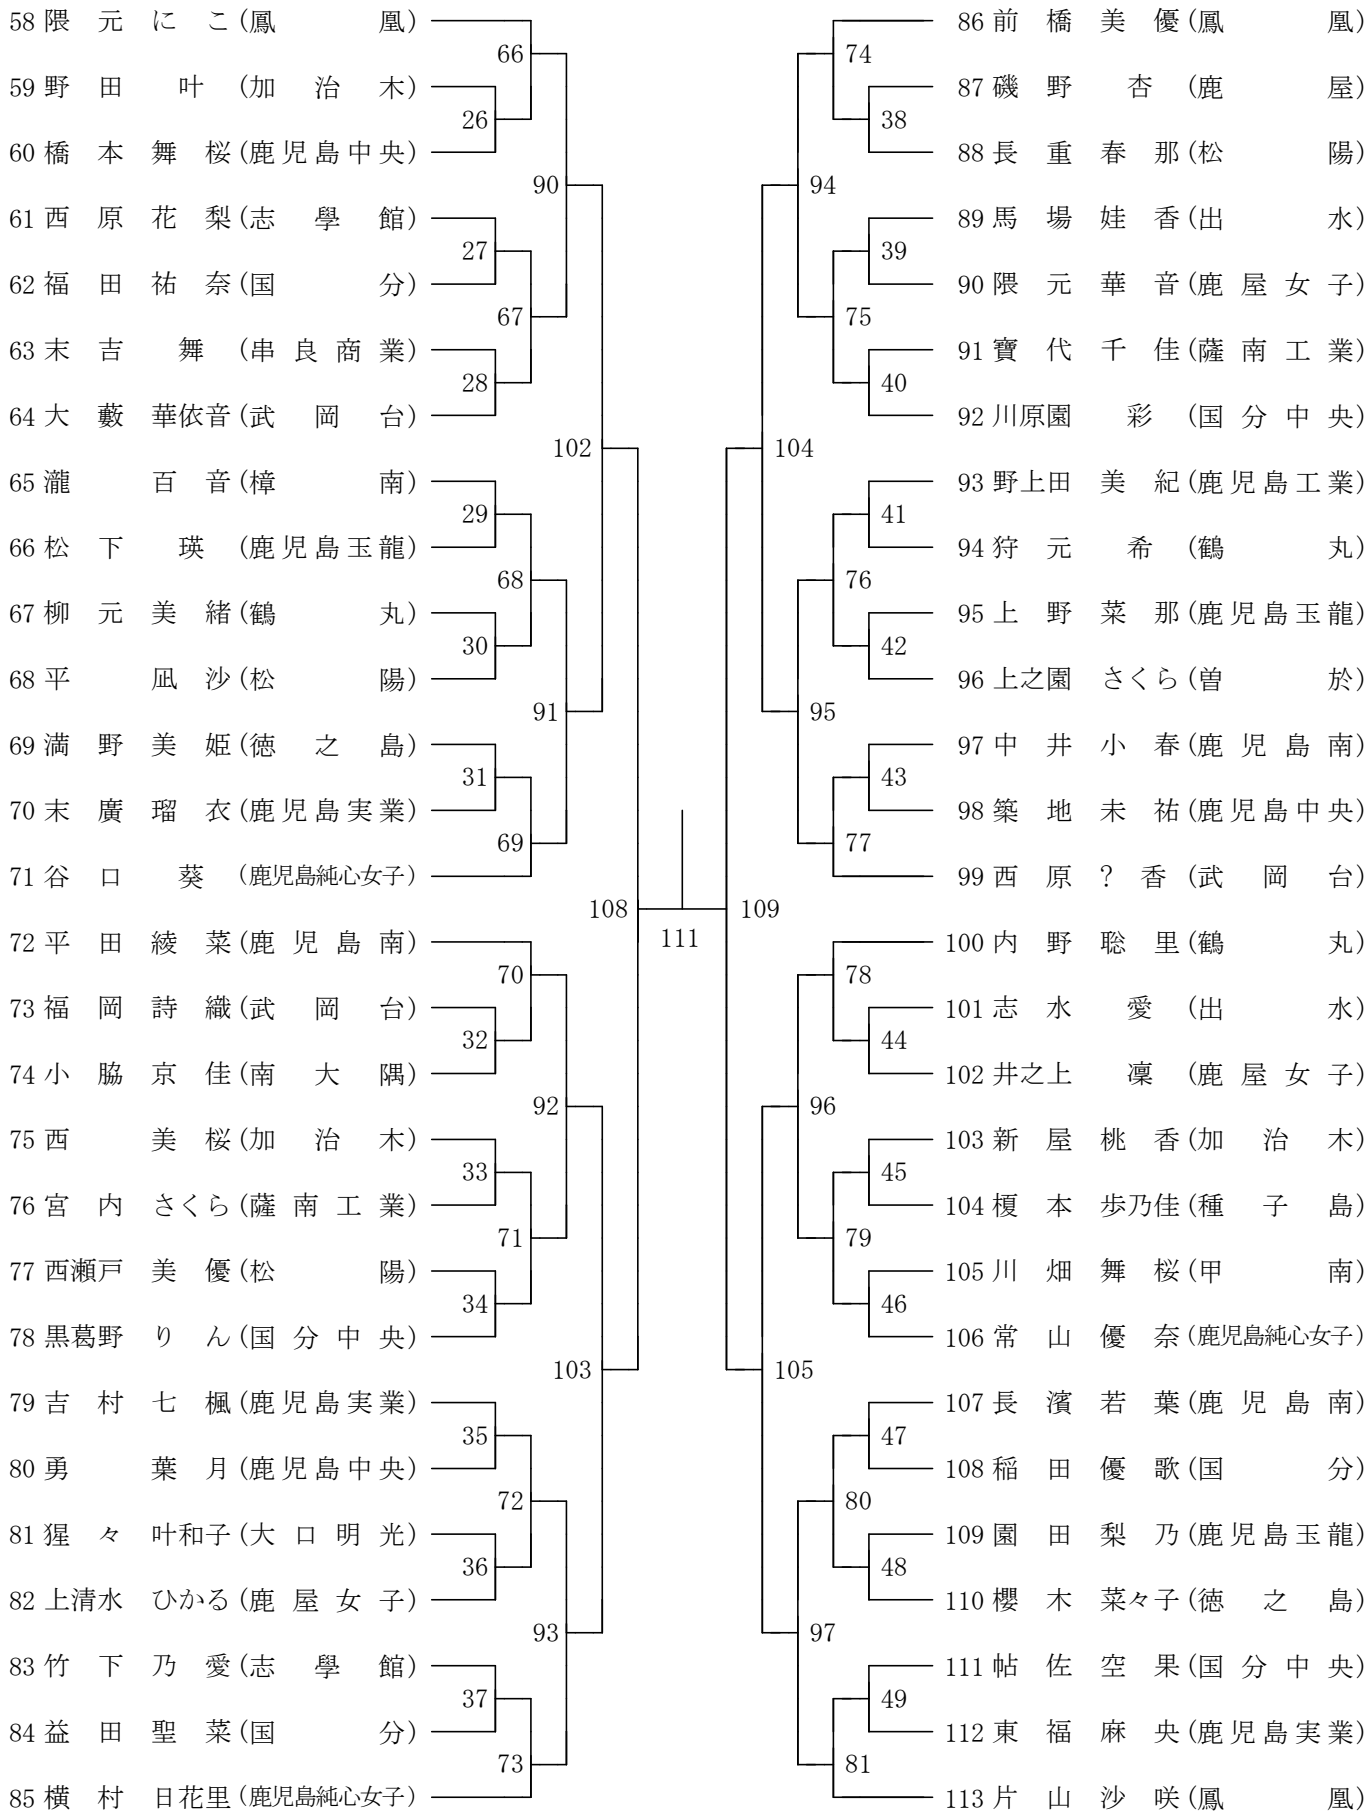 58 隈元にこ(鳳凰)
66
59 野田叶(加治木)
26
60 橋本舞桜(鹿児島中央)
90
61 西原花梨(志學館)
27
62 福田祐奈(国分)
67
63 末吉舞(串良商業)
28
64 大藪華依音(武岡台)
102
65 瀧百音(樟南)
29
66 松下瑛(鹿児島玉龍)
68
67 柳元美緒(鶴丸)
30
68 平凪沙(松陽)
91
69 満野美姫(徳之島)
31
70 末廣瑠衣(鹿児島実業)
69
71 谷口葵(鹿児島純心女子)
108
72 平田綾菜(鹿児島南)
70
73 福岡詩織(武岡台)
32
74 小脇京佳(南大隅)
92
75 西美桜(加治木)
33
76 宮内さくら(薩南工業)
71
77 西瀬戸美優(松陽)
34
78 黒葛野りん(国分中央)
103
79 吉村七楓(鹿児島実業)
35
80 勇葉月(鹿児島中央)
72
81 猩々叶和子(大口明光)
36
82 上清水ひかる(鹿屋女子)
93
83 竹下乃愛(志學館)
37
84 益田聖菜(国分)
73
85 横村日花里(鹿児島純心女子)
111
86 前橋美優(鳳凰)
74
87 磯野杏(鹿屋)
38
88 長重春那(松陽)
94
89 馬場娃香(出水)
39
90 隈元華音(鹿屋女子)
75
91 寶代千佳(薩南工業)
40
92 川原園彩(国分中央)
104
93 野上田美紀(鹿児島工業)
41
94 狩元希(鶴丸)
76
95 上野菜那(鹿児島玉龍)
42
96 上之園さくら(曽於)
95
97 中井小春(鹿児島南)
43
98 築地未祐(鹿児島中央)
77
99 西原?香(武岡台)
109
100 内野聡里(鶴丸)
78
101 志水愛(出水)
44
102 井之上凜(鹿屋女子)
96
103 新屋桃香(加治木)
45
104 榎本歩乃佳(種子島)
79
105 川畑舞桜(甲南)
46
106 常山優奈(鹿児島純心女子)
105
107 長濱若葉(鹿児島南)
47
108 稲田優歌(国分)
80
109 園田梨乃(鹿児島玉龍)
48
110 櫻木菜々子(徳之島)
97
111 帖佐空果(国分中央)
49
112 東福麻央(鹿児島実業)
81
113 片山沙咲(鳳凰)